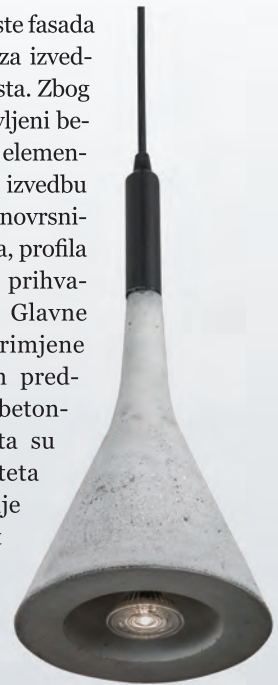 ste fasada
za izved-
sta. Zbog
vljeni be-
elemen-
izvedbu
novrsni-
a, profila
prihva-
Glavne
rimjene
pred-
beton-
ta su
teta
je